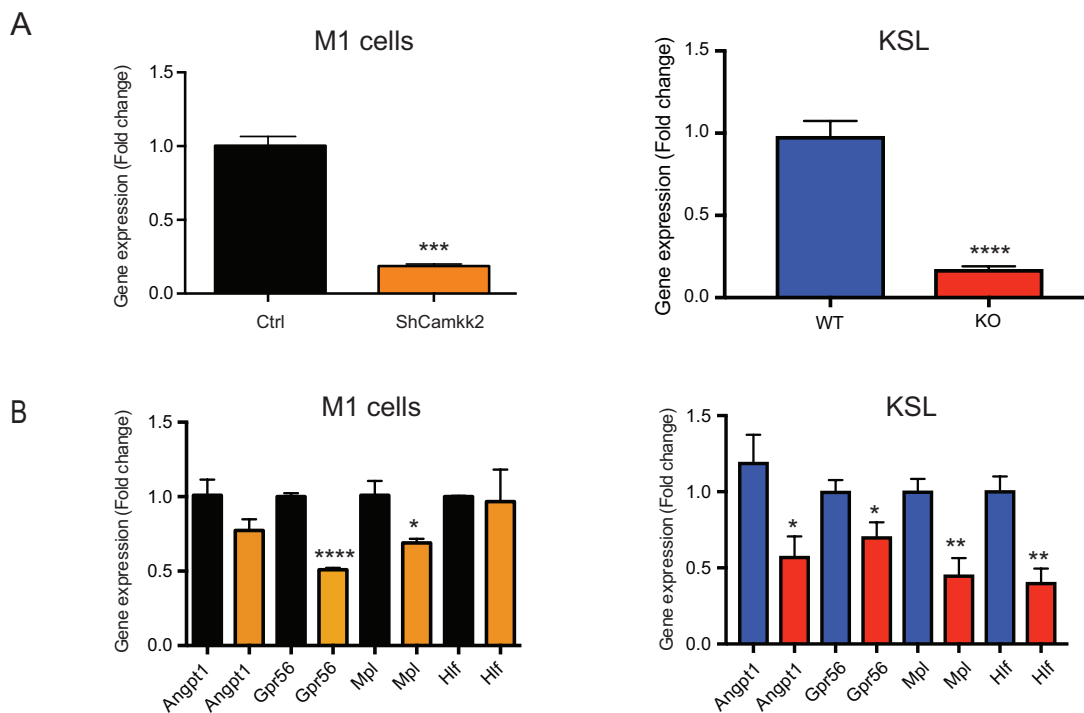 A
M1 cells
Gene expression (Fold change)
1.5
1.0
0.5
0.0
***
Ctrl
ShCamkk2
KSL
Gene expression (Fold change)
1.5
1.0
0.5
0.0
****
WT
KO
B
M1 cells
Gene expression (Fold change)
1.5
1.0
0.5
0.0
****
*
Angpt1
Angpt1
Gpr56
Gpr56
Mpl
Mpl
Hlf
Hlf
KSL
Gene expression (Fold change)
1.5
1.0
0.5
0.0
*
*
**
**
Angpt1
Angpt1
Gpr56
Gpr56
Mpl
Mpl
Hlf
Hlf